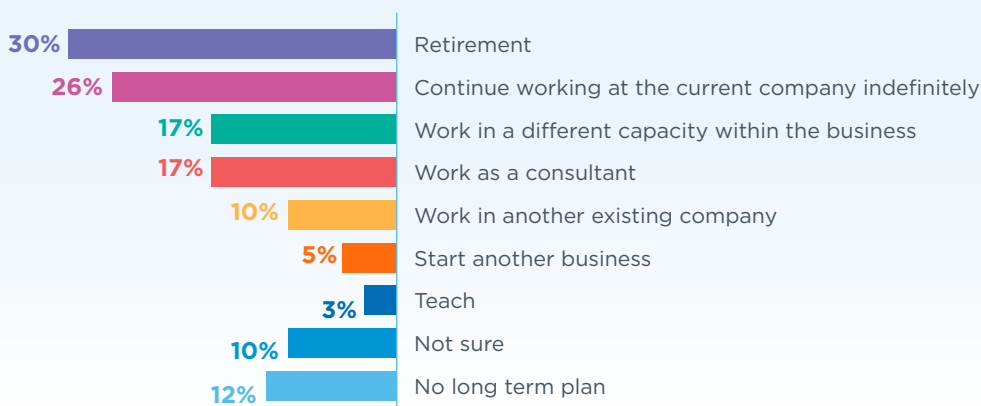 30% Retirement
26% Continue working at the current company indefinitely
17% Work in a different capacity within the business
17% Work as a consultant
10% Work in another existing company
5% Start another business
3% Teach
10% Not sure
12% No long term plan